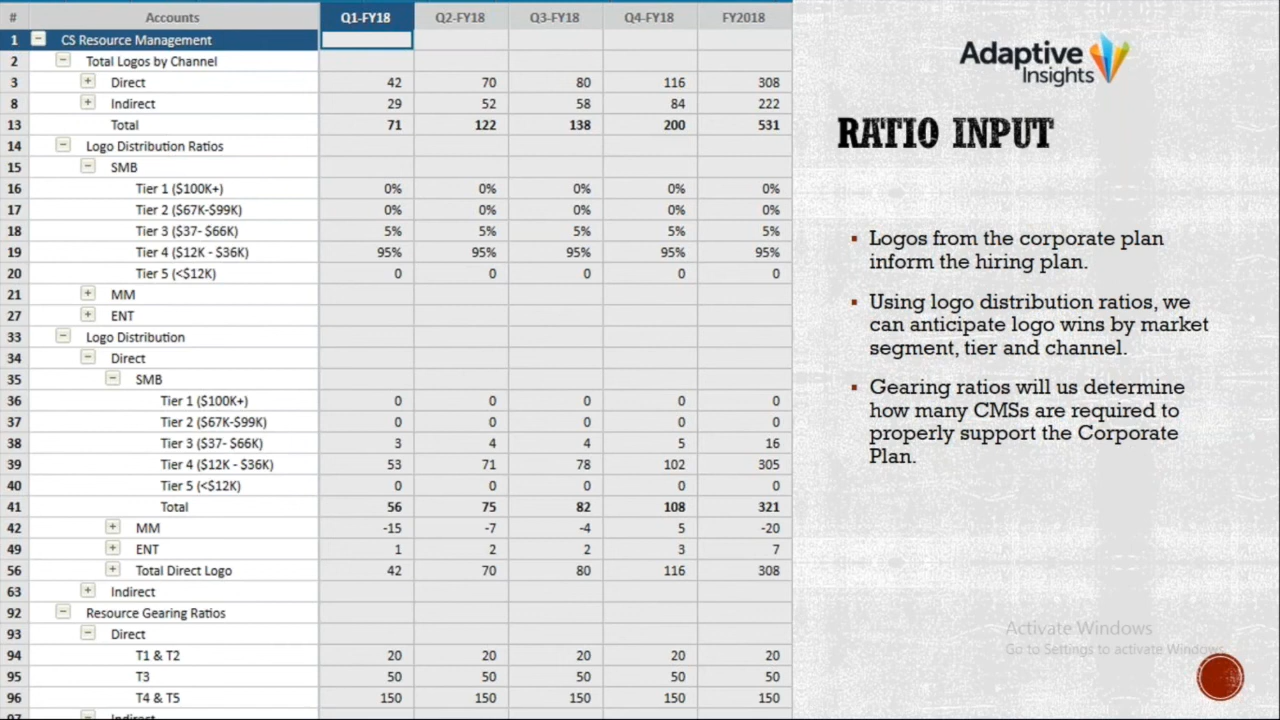 # Accounts Q1-FY18 Q2-FY18 Q3-FY18 Q4-FY18 FY2018
1 CS Resource Management
2 Total Logos by Channel
3 Direct 42 70 80 116 308
8 Indirect 29 52 58 84 222
13 Total 71 122 138 200 531
14 Logo Distribution Ratios
15 SMB
16 Tier 1 ($100K+) 0% 0% 0% 0% 0%
17 Tier 2 ($67K-$99K) 0% 0% 0% 0% 0%
18 Tier 3 ($37- $66K) 5% 5% 5% 5% 5%
19 Tier 4 ($12K - $36K) 95% 95% 95% 95% 95%
20 Tier 5 (<$12K) 0 0 0 0 0
21 MM
27 ENT
33 Logo Distribution
34 Direct
35 SMB
36 Tier 1 ($100K+) 0 0 0 0 0
37 Tier 2 ($67K-$99K) 0 0 0 0 0
38 Tier 3 ($37- $66K) 3 4 4 5 16
39 Tier 4 ($12K - $36K) 53 71 78 102 305
40 Tier 5 (<$12K) 0 0 0 0 0
41 Total 56 75 82 108 321
42 MM -15 -7 -4 5 -20
49 ENT 1 2 2 3 7
56 Total Direct Logo 42 70 80 116 308
63 Indirect
92 Resource Gearing Ratios
93 Direct
94 T1 & T2 20 20 20 20 20
95 T3 50 50 50 50 50
96 T4 & T5 150 150 150 150 150
97 Indirect
Adaptive
Insights
RATIO INPUT
▪ Logos from the corporate plan
inform the hiring plan.
▪ Using logo distribution ratios, we
can anticipate logo wins by market
segment, tier and channel.
▪ Gearing ratios will us determine
how many CMSs are required to
properly support the Corporate
Plan.
Activate Windows
Go to Settings to activate Windows.